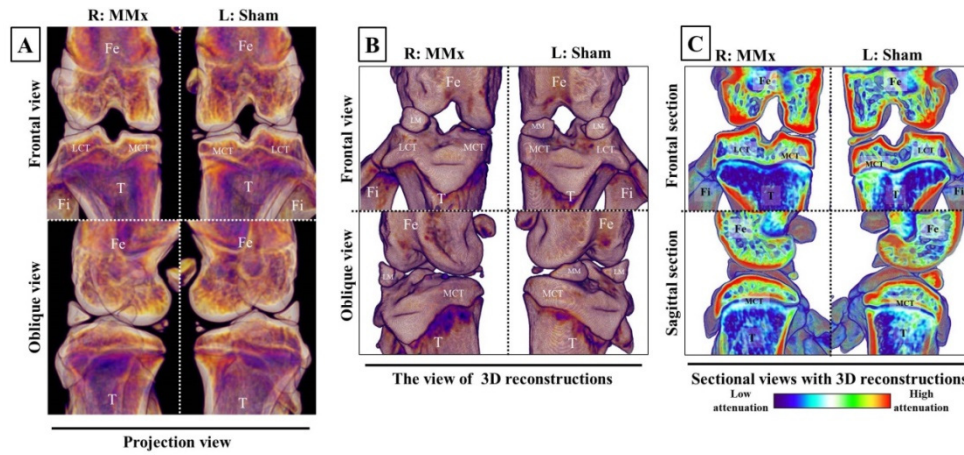 A
R: MMx
L: Sham
Frontal view
Fe
LCT
MCT
MCT
LCT
T
Fi
Fi
Oblique view
Fe
Fe
T
T
Projection view
B
R: MMx
L: Sham
Frontal view
Fe
LM
MM
LM
LCT
MCT
MCT
LCT
Fi
T
T
Fi
Oblique view
Fe
Fe
LM
MM
LM
MCT
MCT
T
T
The view of 3D reconstructions
C
R: MMx
L: Sham
Frontal section
Fe
Fe
LCT
MCT
MCT
LCT
Fi
T
T
Fi
Sagittal section
Fe
Fe
MCT
MCT
T
T
Sectional views with 3D reconstructions
Low
attenuation
High
attenuation